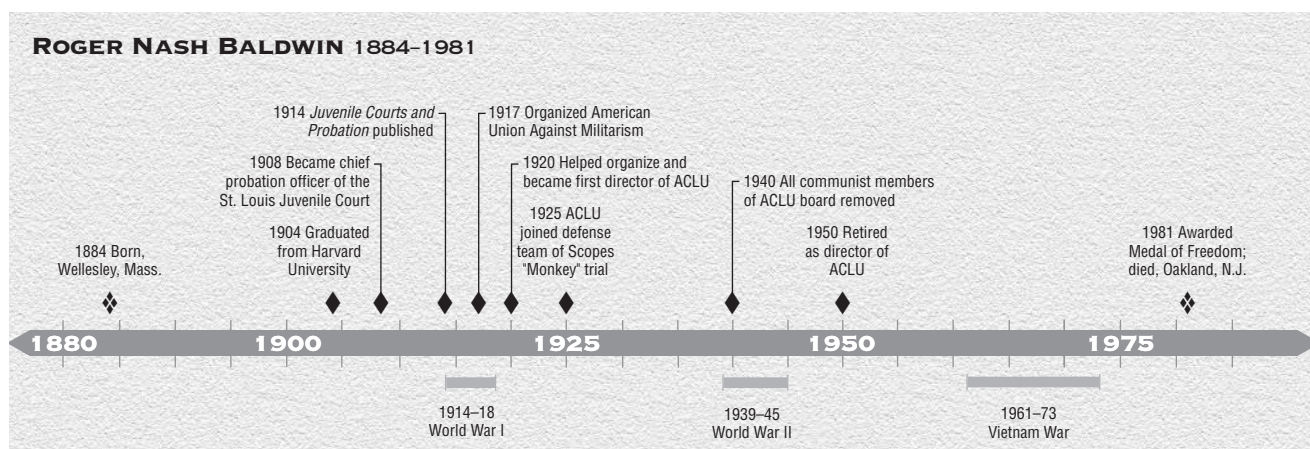 ROGER NASH BALDWIN 1884–1981
1914 Juvenile Courts and
Probation published
1917 Organized American
Union Against Militarism
1908 Became chief
probation officer of the
St. Louis Juvenile Court
1920 Helped organize and
became first director of ACLU
1940 All communist members
of ACLU board removed
1884 Born,
Wellesley, Mass.
1904 Graduated
from Harvard
University
1925 ACLU
joined defense
team of Scopes
"Monkey" trial
1950 Retired
as director of
ACLU
1981 Awarded
Medal of Freedom;
died, Oakland, N.J.
1880 1900 1925 1950 1975
1914–18
World War I
1939–45
World War II
1961–73
Vietnam War